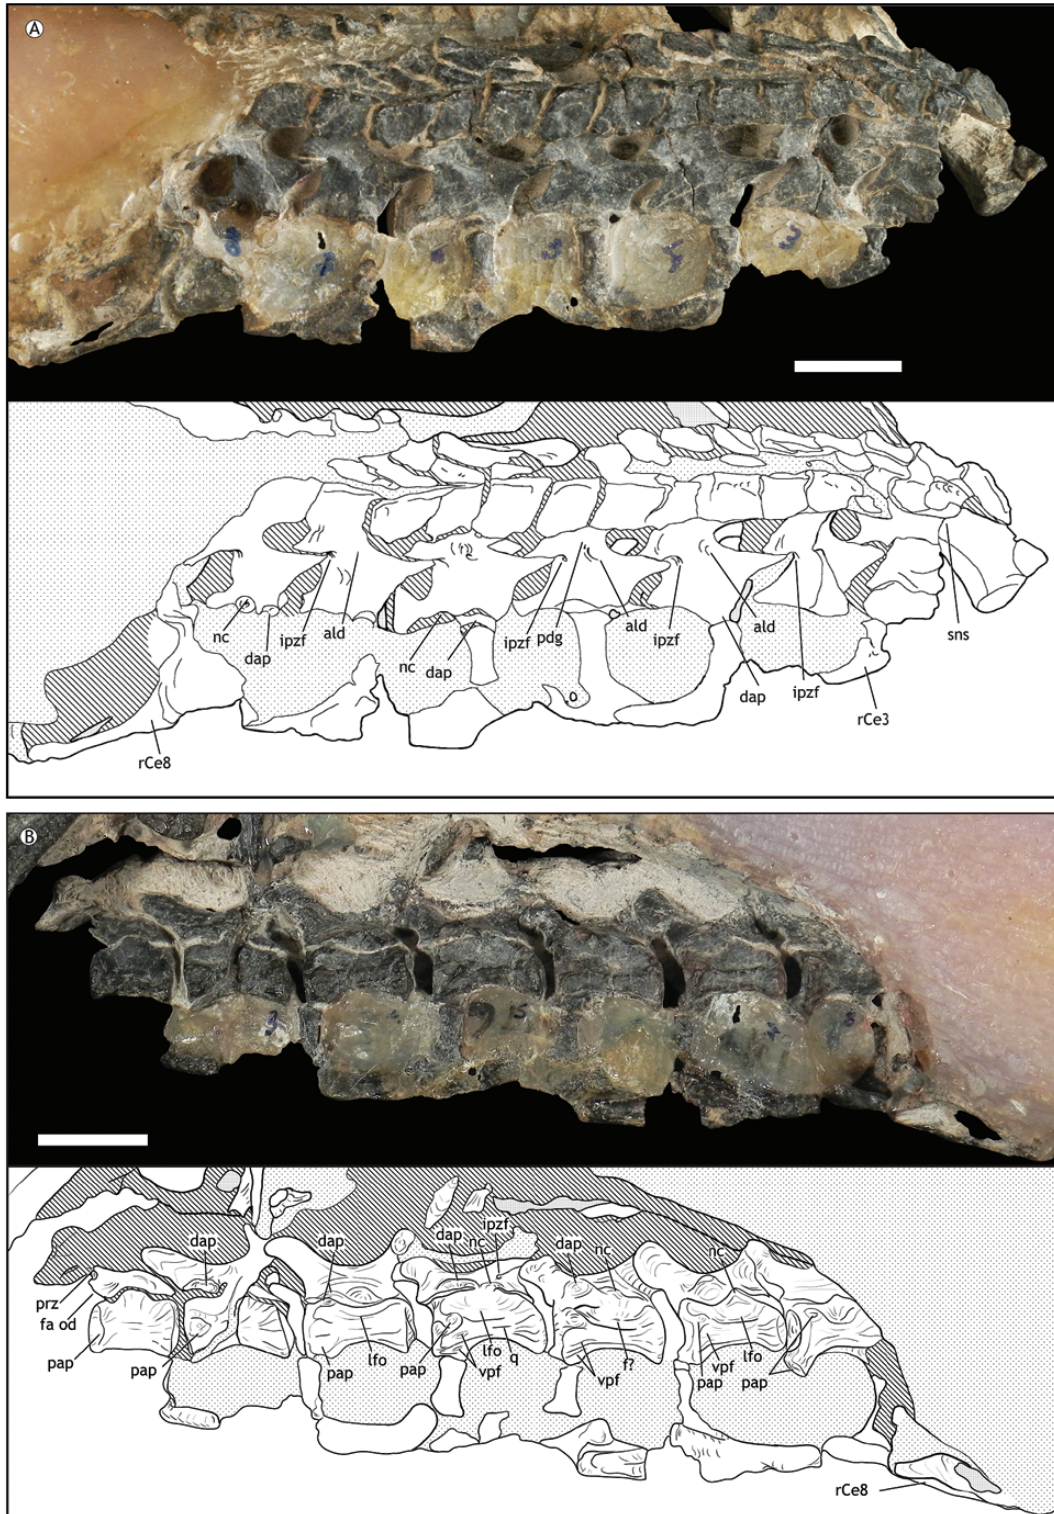 A
nc
dap
ipzf
ald
nc
dap
ipzf
pdg
ald
ipzf
ald
dap
ipzf
sns
rCe3
rCe8
B
dap
dap
dap
nc
ipzf
dap
nc
nc
prz
fa od
pap
pap
pap
lfo
pap
vpf
lfo
q
vpf
f?
pap
vpf
lfo
pap
rCe8